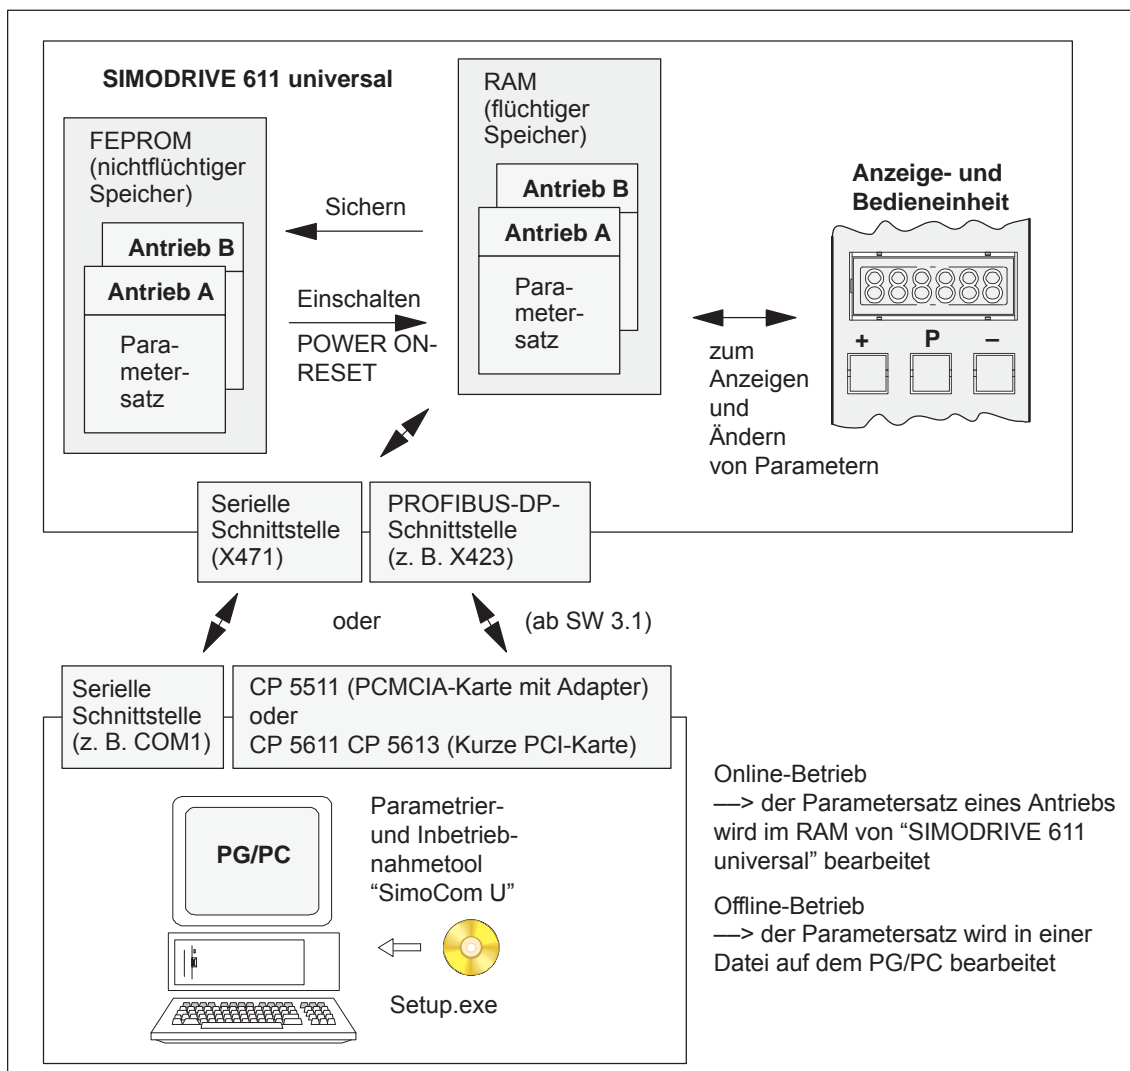 SIMODRIVE 611 universal
FEPROM
(nichtflüchtiger
Speicher)
Antrieb B
Antrieb A
Para-
meter-
satz
Sichern
Einschalten
POWER ON-
RESET
RAM
(flüchtiger
Speicher)
Antrieb B
Antrieb A
Para-
meter-
satz
zum
Anzeigen
und
Ändern
von Parametern
Anzeige- und
Bedieneinheit
+ P –
Serielle
Schnittstelle
(X471)
PROFIBUS-DP-
Schnittstelle
(z. B. X423)
oder
(ab SW 3.1)
Serielle
Schnittstelle
(z. B. COM1)
CP 5511 (PCMCIA-Karte mit Adapter)
oder
CP 5611 CP 5613 (Kurze PCI-Karte)
PG/PC
Parametrier-
und Inbetrieb-
nahmetool
“SimoCom U”
Setup.exe
Online-Betrieb
––> der Parametersatz eines Antriebs
wird im RAM von “SIMODRIVE 611
universal” bearbeitet
Offline-Betrieb
––> der Parametersatz wird in einer
Datei auf dem PG/PC bearbeitet